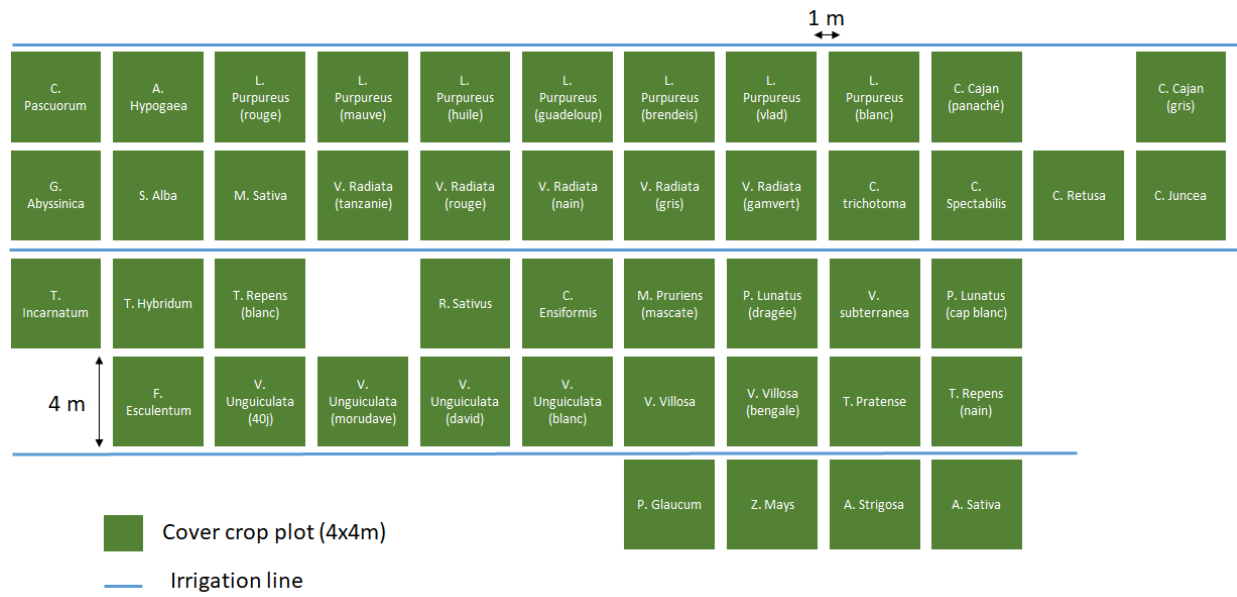 1 m
C.
Pascuorum
A.
Hypogaea
L.
Purpureus
(rouge)
L.
Purpureus
(mauve)
L.
Purpureus
(huile)
L.
Purpureus
(guadeloup)
L.
Purpureus
(brendeis)
L.
Purpureus
(vlad)
L.
Purpureus
(blanc)
C. Cajan
(panaché)
C. Cajan
(gris)
G.
Abyssinica
S. Alba
M. Sativa
V. Radiata
(tanzanie)
V. Radiata
(rouge)
V. Radiata
(nain)
V. Radiata
(gris)
V. Radiata
(gamvert)
C.
trichotoma
C.
Spectabilis
C. Retusa
C. Juncea
T.
Incarnatum
T. Hybridum
T. Repens
(blanc)
R. Sativus
C.
Ensiformis
M. Pruriens
(mascate)
P. Lunatus
(dragée)
V.
subterranea
P. Lunatus
(cap blanc)
4 m
F.
Esculentum
V.
Unguiculata
(40j)
V.
Unguiculata
(morudave)
V.
Unguiculata
(david)
V.
Unguiculata
(blanc)
V. Villosa
V. Villosa
(bengale)
T. Pratense
T. Repens
(nain)
P. Glaucum
Z. Mays
A. Strigosa
A. Sativa
Cover crop plot (4x4m)
Irrigation line